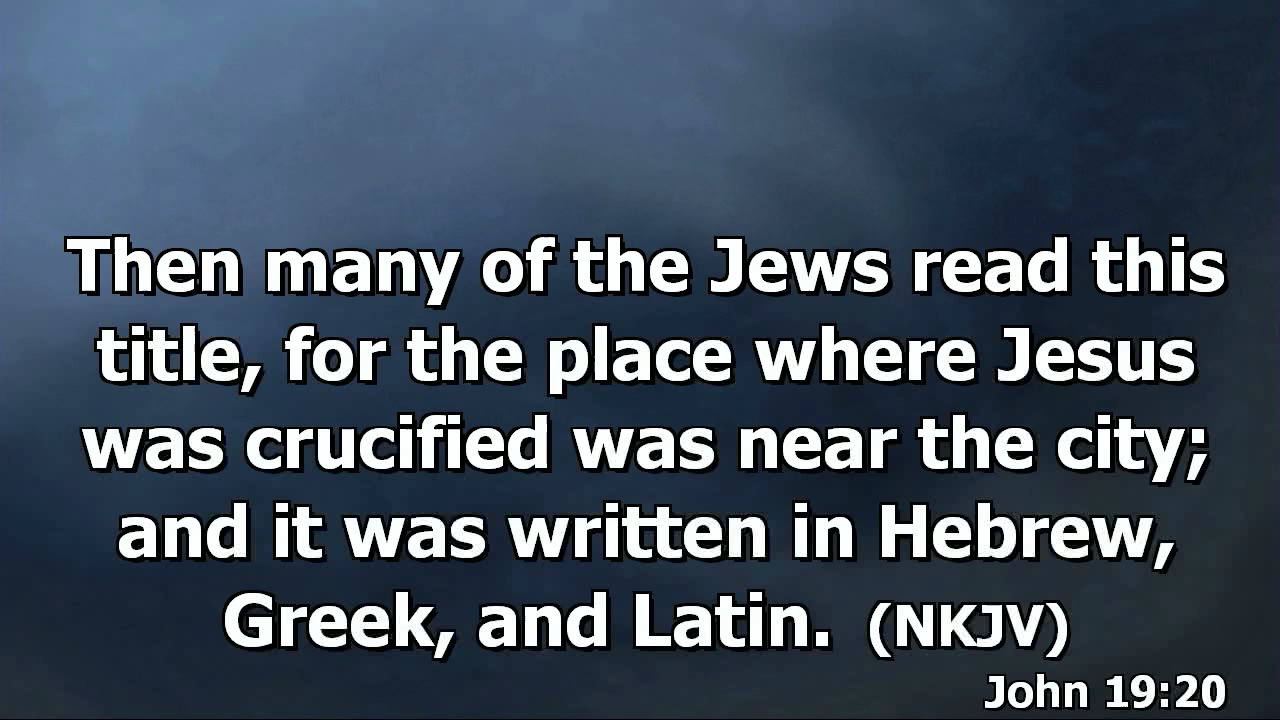 Then many of the Jews read this
title, for the place where Jesus
was crucified was near the city;
and it was written in Hebrew,
Greek, and Latin. (NKJV)
John 19:20